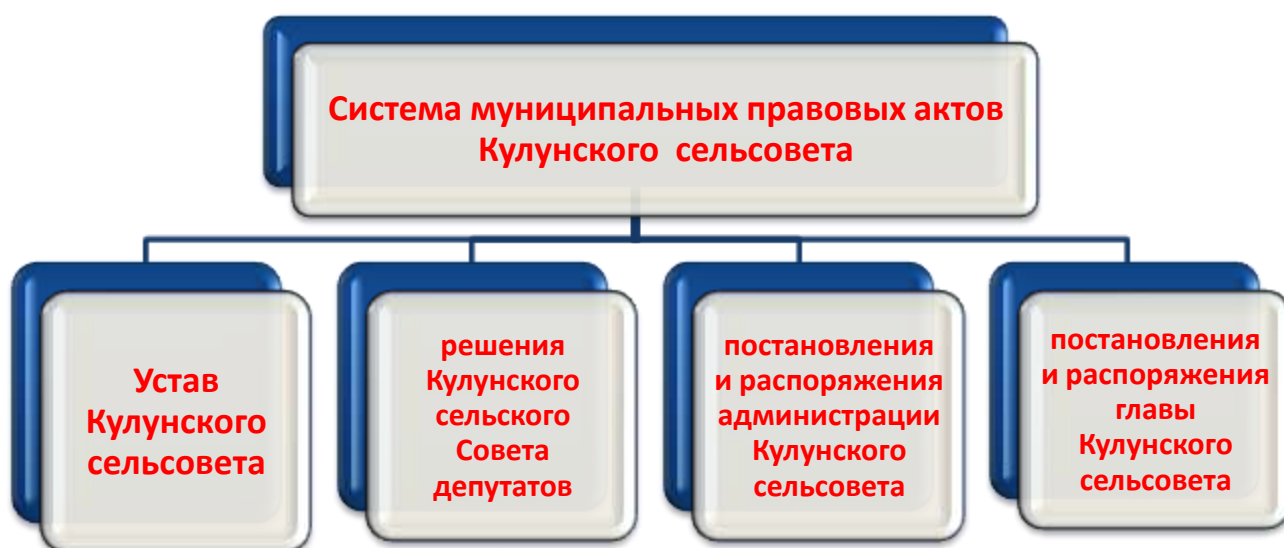 Система муниципальных правовых актов
Кулунского сельсовета
Устав
Кулунского
сельсовета
решения
Кулунского
сельского
Совета
депутатов
постановления
и распоряжения
администрации
Кулунского
сельсовета
постановления
и распоряжения
главы
Кулунского
сельсовета